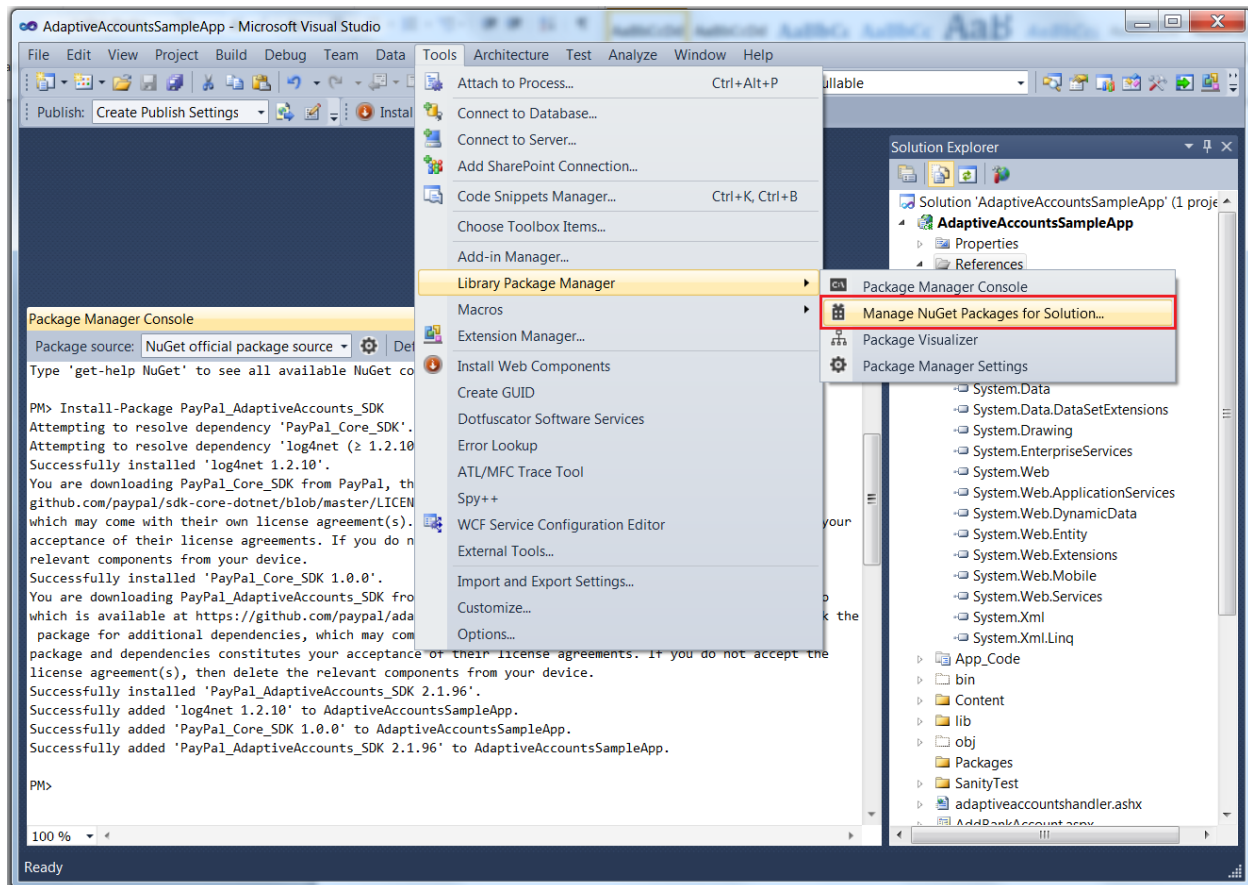 AdaptiveAccountsSampleApp - Microsoft Visual Studio
File Edit View Project Build Debug Team Data Tools Architecture Test Analyze Window Help
Publish: Create Publish Settings
Attach to Process... Ctrl+Alt+P
Connect to Database...
Connect to Server...
Add SharePoint Connection...
Code Snippets Manager... Ctrl+K, Ctrl+B
Choose Toolbox Items...
Add-in Manager...
Library Package Manager
Macros
Extension Manager...
Install Web Components
Create GUID
Dotfuscator Software Services
Error Lookup
ATL/MFC Trace Tool
Spy++
WCF Service Configuration Editor
External Tools...
Import and Export Settings...
Customize...
Options...
Package Manager Console
Manage NuGet Packages for Solution...
Package Visualizer
Package Manager Settings
Package Manager Console
Package source: NuGet official package source
Type 'get-help NuGet' to see all available NuGet co
PM> Install-Package PayPal_AdaptiveAccounts_SDK
Attempting to resolve dependency 'PayPal_Core_SDK'.
Attempting to resolve dependency 'log4net (≥ 1.2.10
Successfully installed 'log4net 1.2.10'.
You are downloading PayPal_Core_SDK from PayPal, th
github.com/paypal/sdk-core-dotnet/blob/master/LICEN
which may come with their own license agreement(s). your
acceptance of their license agreements. If you do n
relevant components from your device.
Successfully installed 'PayPal_Core_SDK 1.0.0'.
You are downloading PayPal_AdaptiveAccounts_SDK fro
which is available at https://github.com/paypal/ada k the
package for additional dependencies, which may com
package and dependencies constitutes your acceptance of their license agreements. If you do not accept the
license agreement(s), then delete the relevant components from your device.
Successfully installed 'PayPal_AdaptiveAccounts_SDK 2.1.96'.
Successfully added 'log4net 1.2.10' to AdaptiveAccountsSampleApp.
Successfully added 'PayPal_Core_SDK 1.0.0' to AdaptiveAccountsSampleApp.
Successfully added 'PayPal_AdaptiveAccounts_SDK 2.1.96' to AdaptiveAccountsSampleApp.
PM>
100 %
Ready
Solution Explorer
Solution 'AdaptiveAccountsSampleApp' (1 proje
AdaptiveAccountsSampleApp
Properties
References
System.Data
System.Data.DataSetExtensions
System.Drawing
System.EnterpriseServices
System.Web
System.Web.ApplicationServices
System.Web.DynamicData
System.Web.Entity
System.Web.Extensions
System.Web.Mobile
System.Web.Services
System.Xml
System.Xml.Linq
App_Code
bin
Content
lib
obj
Packages
SanityTest
adaptiveaccountshandler.ashx
AddBankAccount.aspx